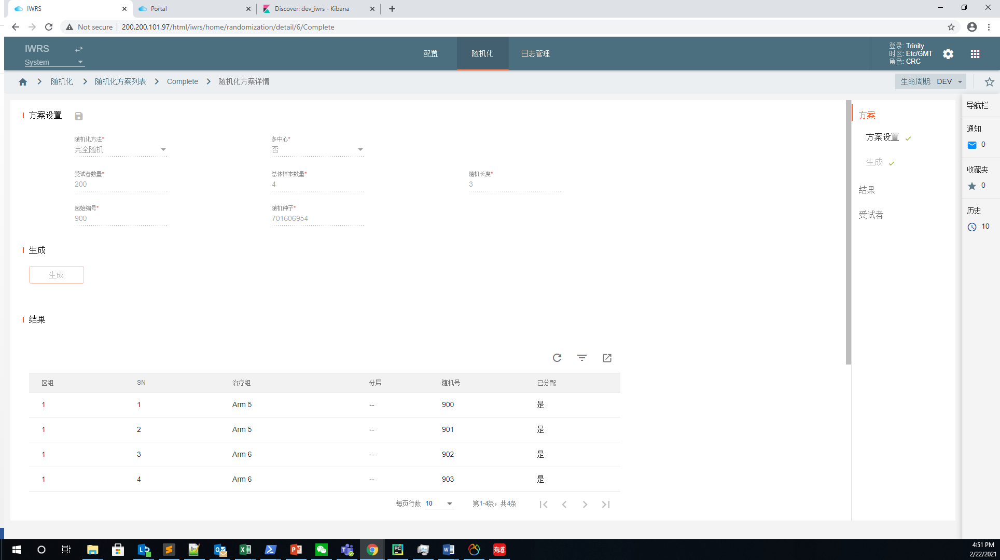 IWRS
Portal
Discover: dev_iwrs - Kibana
Not secure
200.200.101.97/html/iwrs/home/randomization/detail/6/Complete
IWRS
System
配置
随机化
日志管理
登录: Trinity
时区: Etc/GMT
角色: CRC
随机化
随机化方案列表
Complete
随机化方案详情
生命周期: DEV
方案设置
随机化方法*
完全随机
多中心*
否
受试者数量*
200
总体样本数量*
4
随机长度*
3
起始编号*
900
随机种子*
701606954
生成
生成
结果
区组 SN 治疗组 分层 随机号 已分配
1 1 Arm 5 -- 900 是
1 2 Arm 5 -- 901 是
1 3 Arm 6 -- 902 是
1 4 Arm 6 -- 903 是
每页行数 10 第1-4条，共4条
方案
方案设置
生成
结果
受试者
导航栏
通知
0
收藏夹
0
历史
10
4:51 PM
2/22/2021